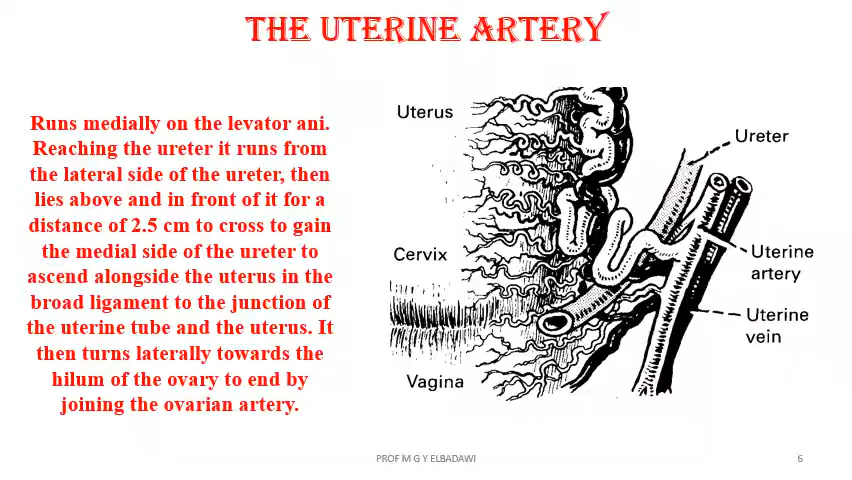 THE UTERINE ARTERY
Runs medially on the levator ani.
Reaching the ureter it runs from
the lateral side of the ureter, then
lies above and in front of it for a
distance of 2.5 cm to cross to gain
the medial side of the ureter to
ascend alongside the uterus in the
broad ligament to the junction of
the uterine tube and the uterus. It
then turns laterally towards the
hilum of the ovary to end by
joining the ovarian artery.
Uterus
Ureter
Cervix
Uterine
artery
Uterine
vein
Vagina
PROF M G Y ELBADAWI
6